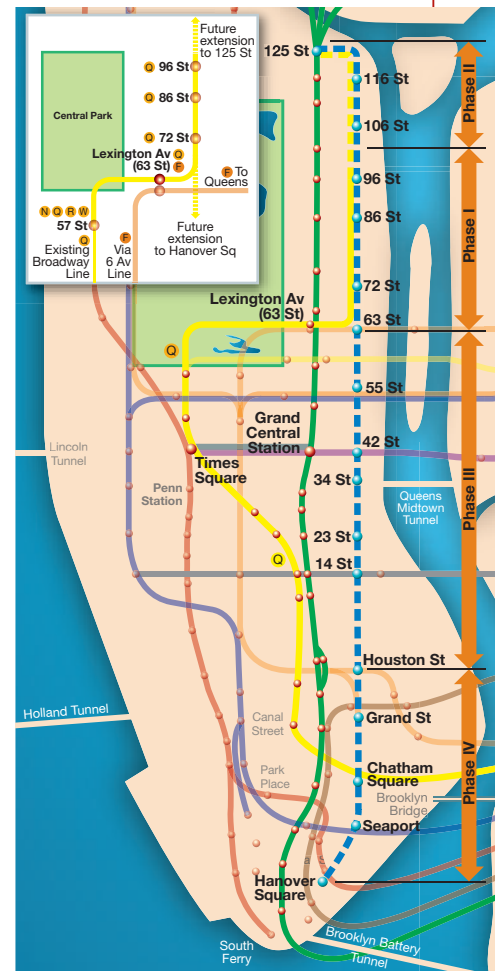 Future
extension
to 125 St
Q 96 St
Q 86 St
Central Park
Q 72 St
Lexington Av Q
(63 St) F
F To
Queens
N Q R W
57 St
Q
Existing
Broadway
Line
F
Via
6 Av
Line
Future
extension
to Hanover Sq
125 St
116 St
106 St
96 St
86 St
72 St
Lexington Av
(63 St)
63 St
Q
55 St
Grand
Central
Station
42 St
Lincoln
Tunnel
Times
Square
34 St
Penn
Station
Queens
Midtown
Tunnel
23 St
Q
14 St
Houston St
Holland Tunnel
Canal
Street
Grand St
Park
Place
Chatham
Square
Brooklyn
Bridge
Seaport
Hanover
Square
South
Ferry
Brooklyn Battery
Tunnel
Phase II
Phase I
Phase III
Phase IV